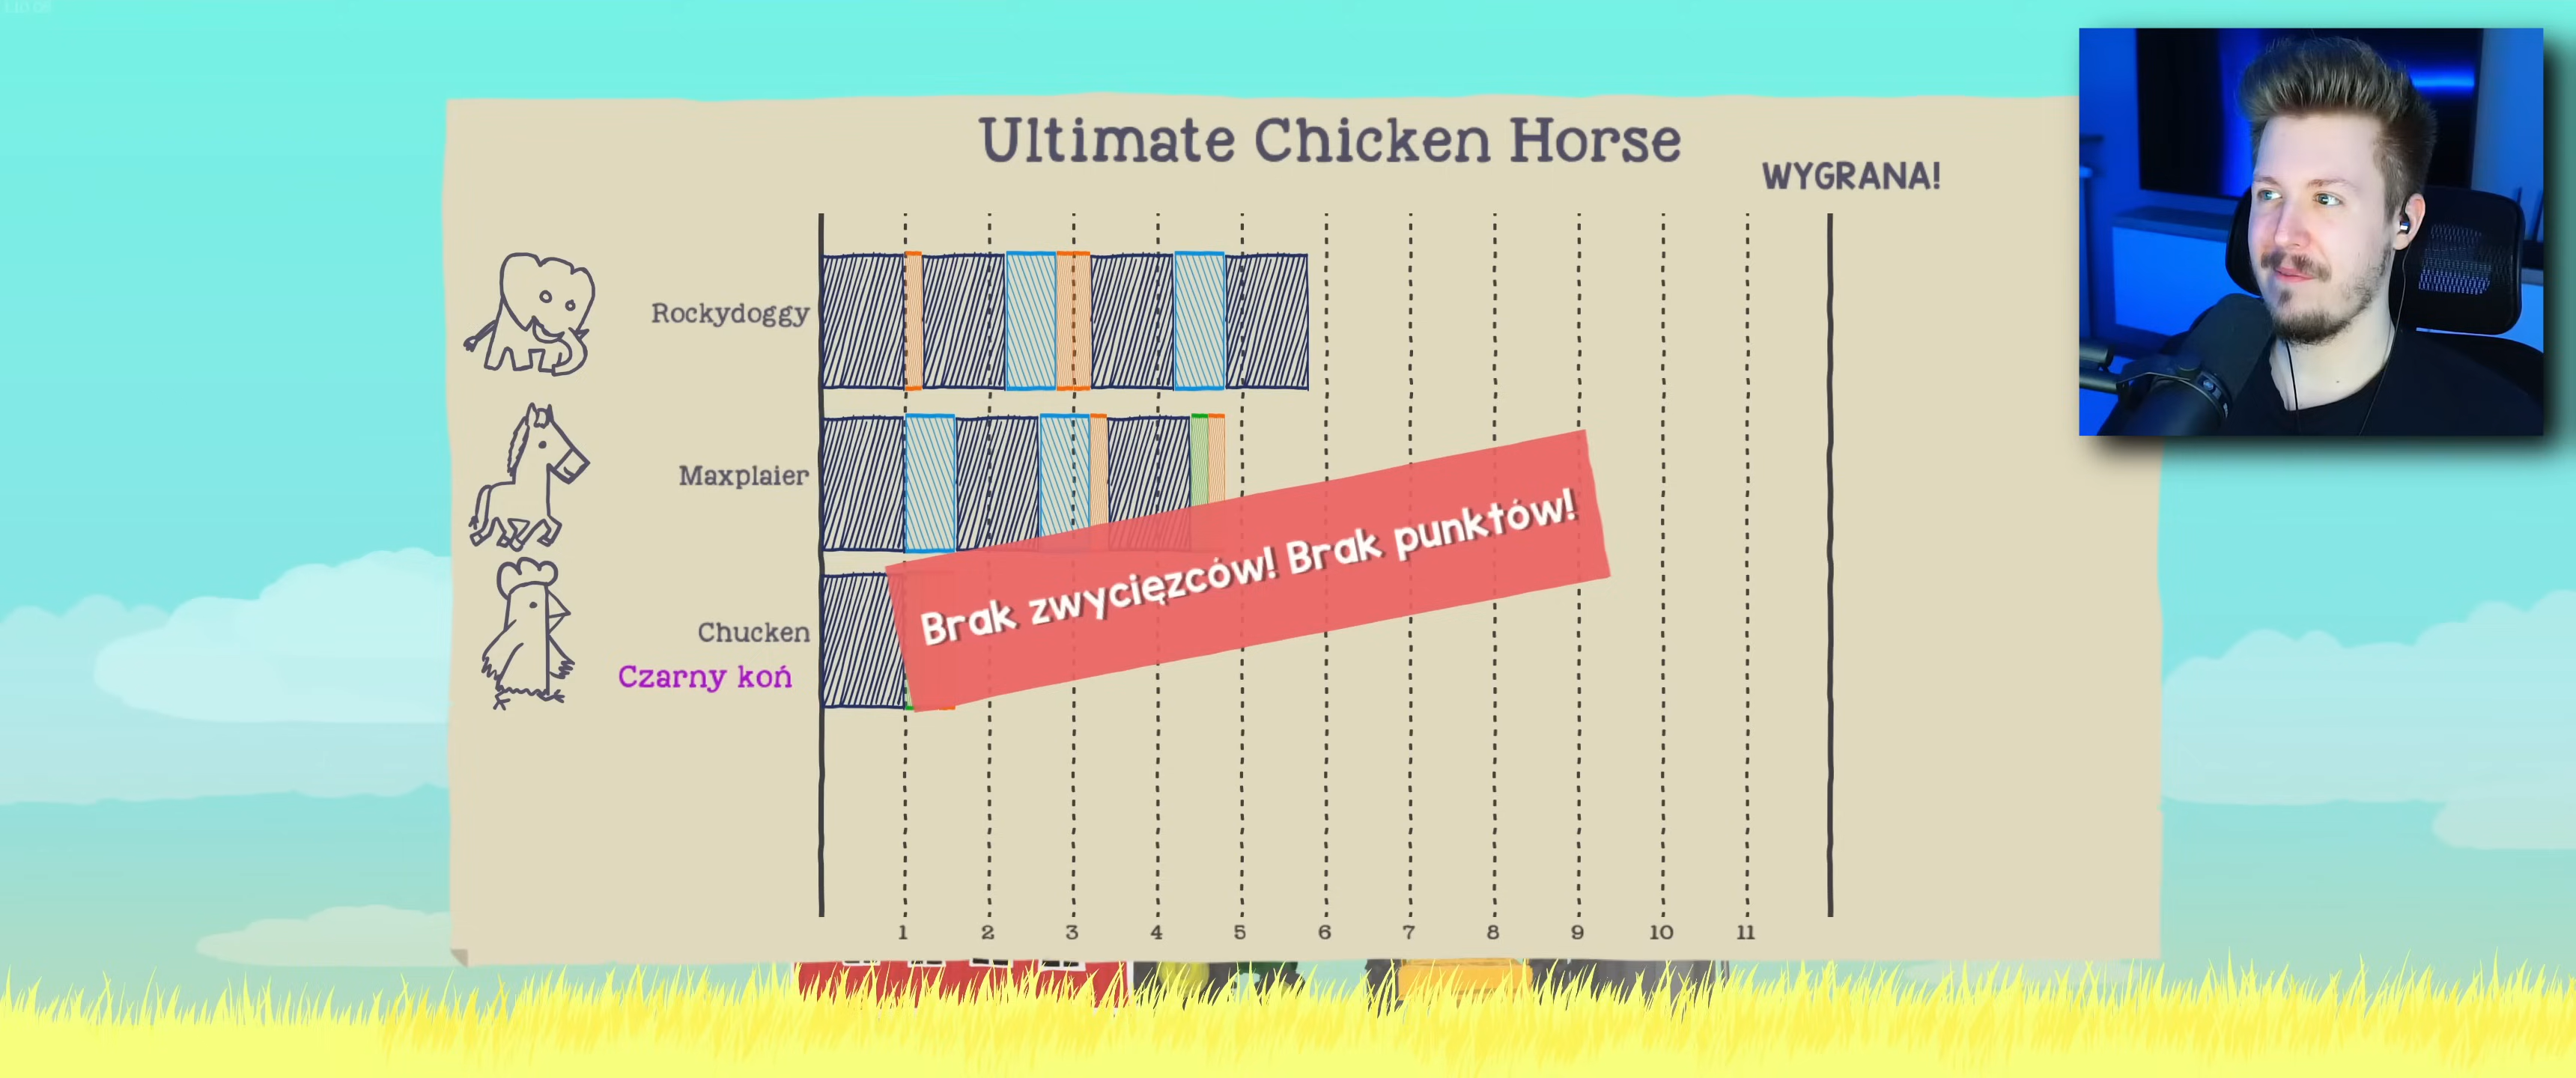 Ultimate Chicken Horse
WYGRANA!
Rockydoggy
Maxplaier
Brak zwycięzców! Brak punktów!
Chucken
Czarny koń
1 2 3 4 5 6 7 8 9 10 11